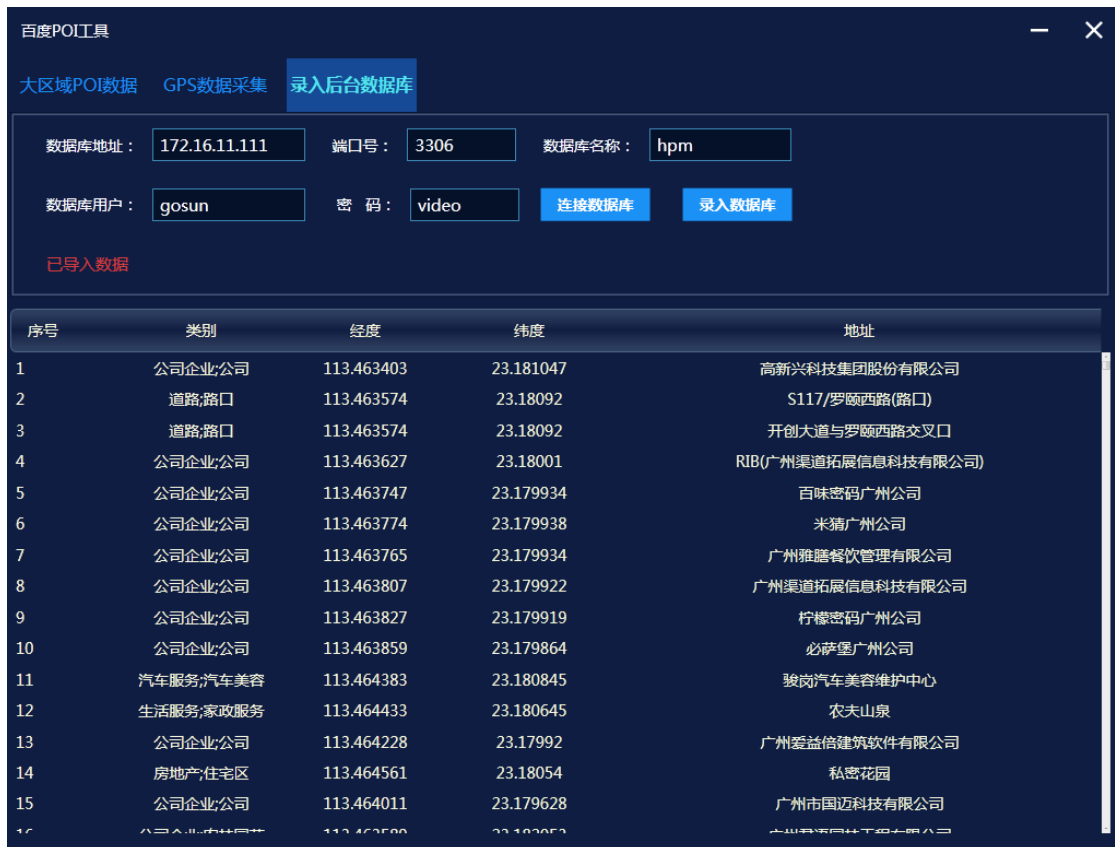 百度POI工具
大区域POI数据 GPS数据采集 录入后台数据库
数据库地址： 172.16.11.111 端口号： 3306 数据库名称： hpm
数据库用户： gosun 密 码： video 连接数据库 录入数据库
已导入数据
序号 类别 经度 纬度 地址
1 公司企业;公司 113.463403 23.181047 高新兴科技集团股份有限公司
2 道路;路口 113.463574 23.18092 S117/罗颐西路(路口)
3 道路;路口 113.463574 23.18092 开创大道与罗颐西路交叉口
4 公司企业;公司 113.463627 23.18001 RIB(广州渠道拓展信息科技有限公司)
5 公司企业;公司 113.463747 23.179934 百味密码广州公司
6 公司企业;公司 113.463774 23.179938 米猜广州公司
7 公司企业;公司 113.463765 23.179934 广州雅膳餐饮管理有限公司
8 公司企业;公司 113.463807 23.179922 广州渠道拓展信息科技有限公司
9 公司企业;公司 113.463827 23.179919 柠檬密码广州公司
10 公司企业;公司 113.463859 23.179864 必萨堡广州公司
11 汽车服务;汽车美容 113.464383 23.180845 骏岗汽车美容维护中心
12 生活服务;家政服务 113.464433 23.180645 农夫山泉
13 公司企业;公司 113.464228 23.17992 广州爱益倍建筑软件有限公司
14 房地产;住宅区 113.464561 23.18054 私密花园
15 公司企业;公司 113.464011 23.179628 广州市国迈科技有限公司